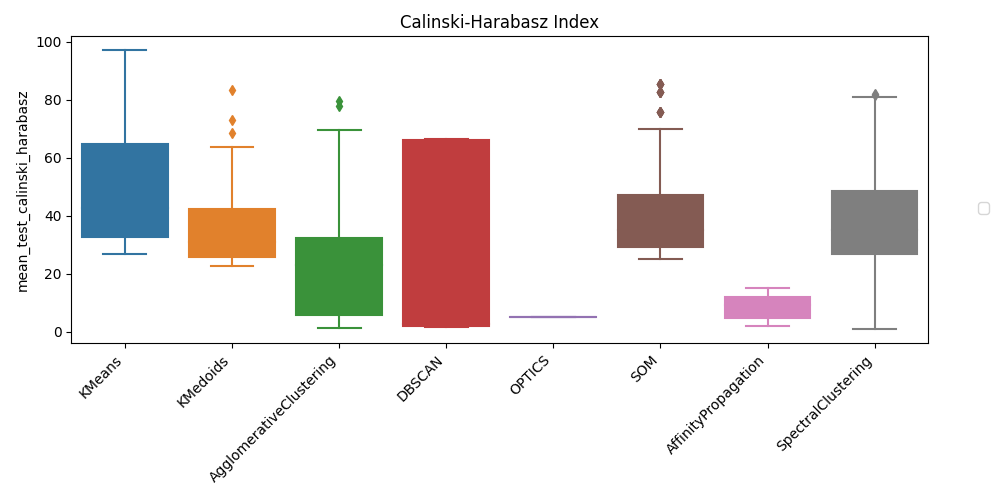 Calinski-Harabasz Index
mean_test_calinski_harabasz
100
80
60
40
20
0
KMeans
KMedoids
AgglomerativeClustering
DBSCAN
OPTICS
SOM
AffinityPropagation
SpectralClustering